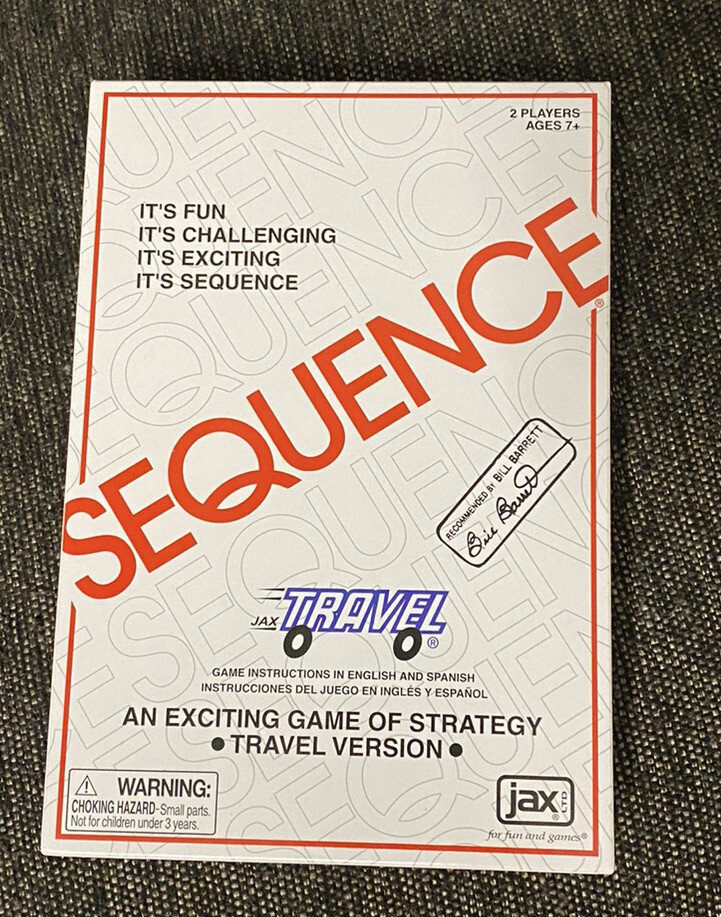 2 PLAYERS
AGES 7+
IT'S FUN
IT'S CHALLENGING
IT'S EXCITING
IT'S SEQUENCE
SEQUENCE®
RECOMMENDED BY BILL BARRETT
Bill Barrett
JAX TRAVEL®
GAME INSTRUCTIONS IN ENGLISH AND SPANISH
INSTRUCCIONES DEL JUEGO EN INGLÉS Y ESPAÑOL
AN EXCITING GAME OF STRATEGY
• TRAVEL VERSION •
⚠ WARNING:
CHOKING HAZARD-Small parts.
Not for children under 3 years.
jax LTD ®
for fun and games®